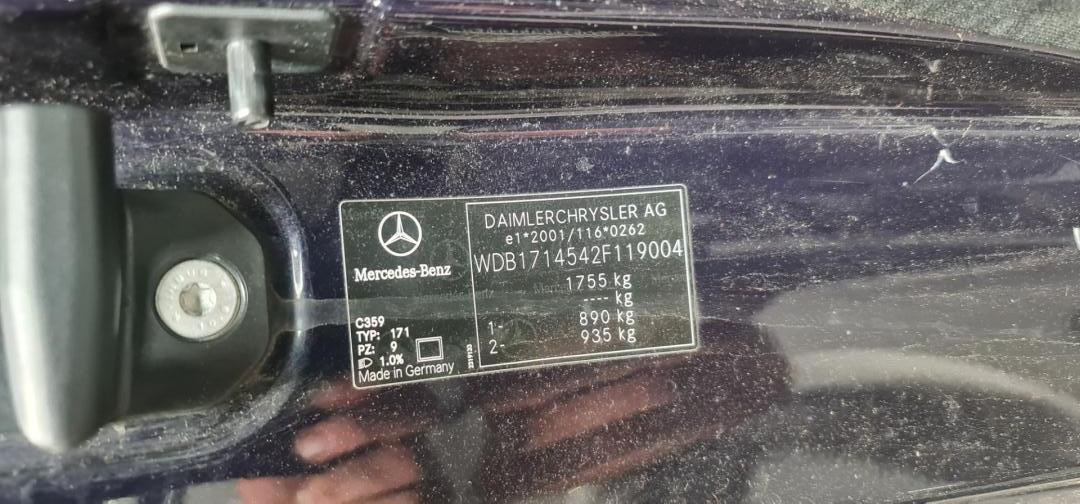 Mercedes-Benz
DAIMLERCHRYSLER AG
e1*2001/116*0262
WDB1714542F119004
1755 kg
---- kg
1- 890 kg
2- 935 kg
C359
TYP: 171
PZ: 9
1.0%
Made in Germany